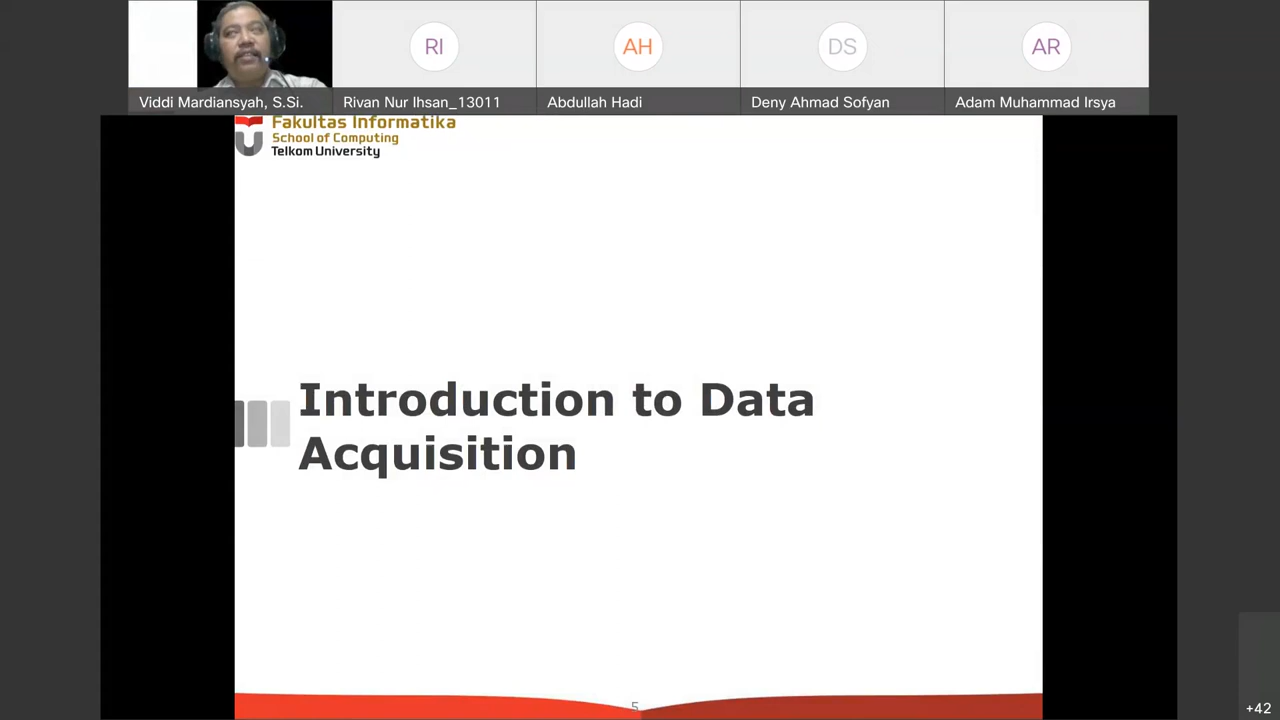 RI
AH
DS
AR
Viddi Mardiansyah, S.Si.
Rivan Nur Ihsan_13011
Abdullah Hadi
Deny Ahmad Sofyan
Adam Muhammad Irsya
Fakultas Informatika
School of Computing
Telkom University
Introduction to Data
Acquisition
5
+42